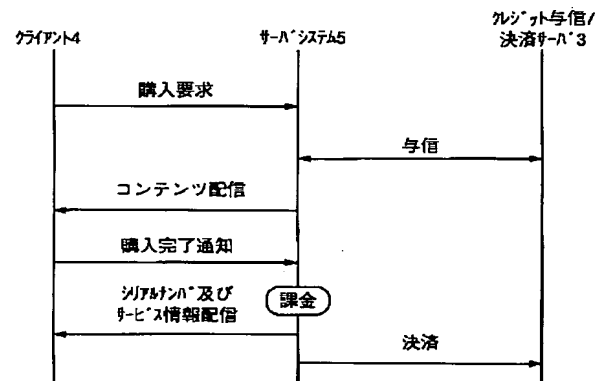 クライアント4
サーバシステム5
クレジット与信/
決済サーバ3
購入要求
与信
コンテンツ配信
購入完了通知
シリアルナンバ及び
サービス情報配信
課金
決済